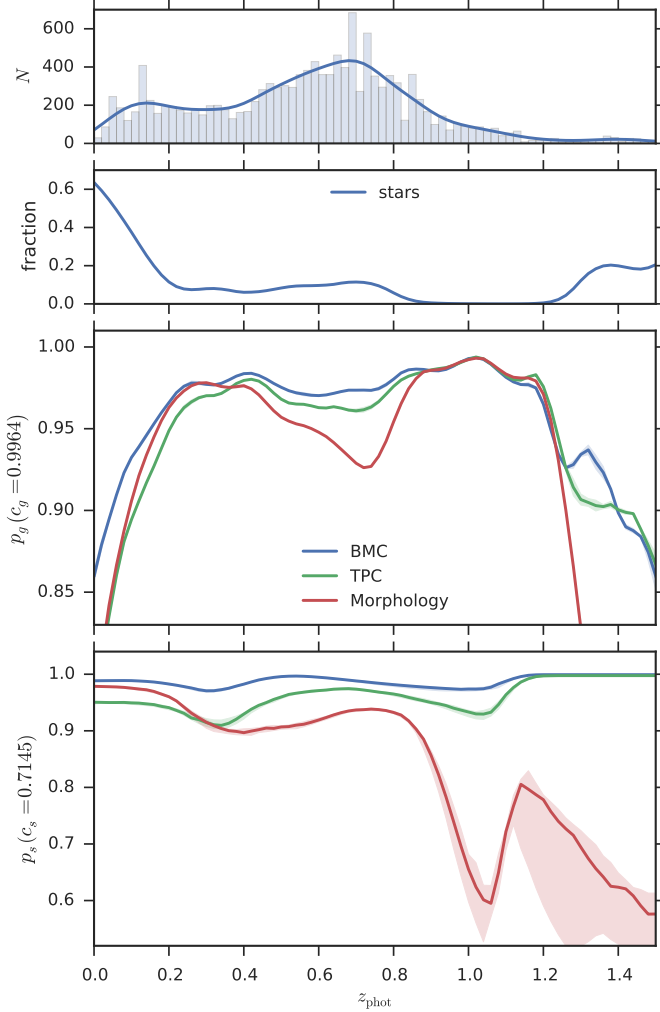 600
400
200
0
N
0.6
0.4
0.2
0.0
fraction
stars
1.00
0.95
0.90
0.85
p_g (c_g = 0.9964)
BMC
TPC
Morphology
1.0
0.9
0.8
0.7
0.6
p_s (c_s = 0.7145)
0.0 0.2 0.4 0.6 0.8 1.0 1.2 1.4
z_phot